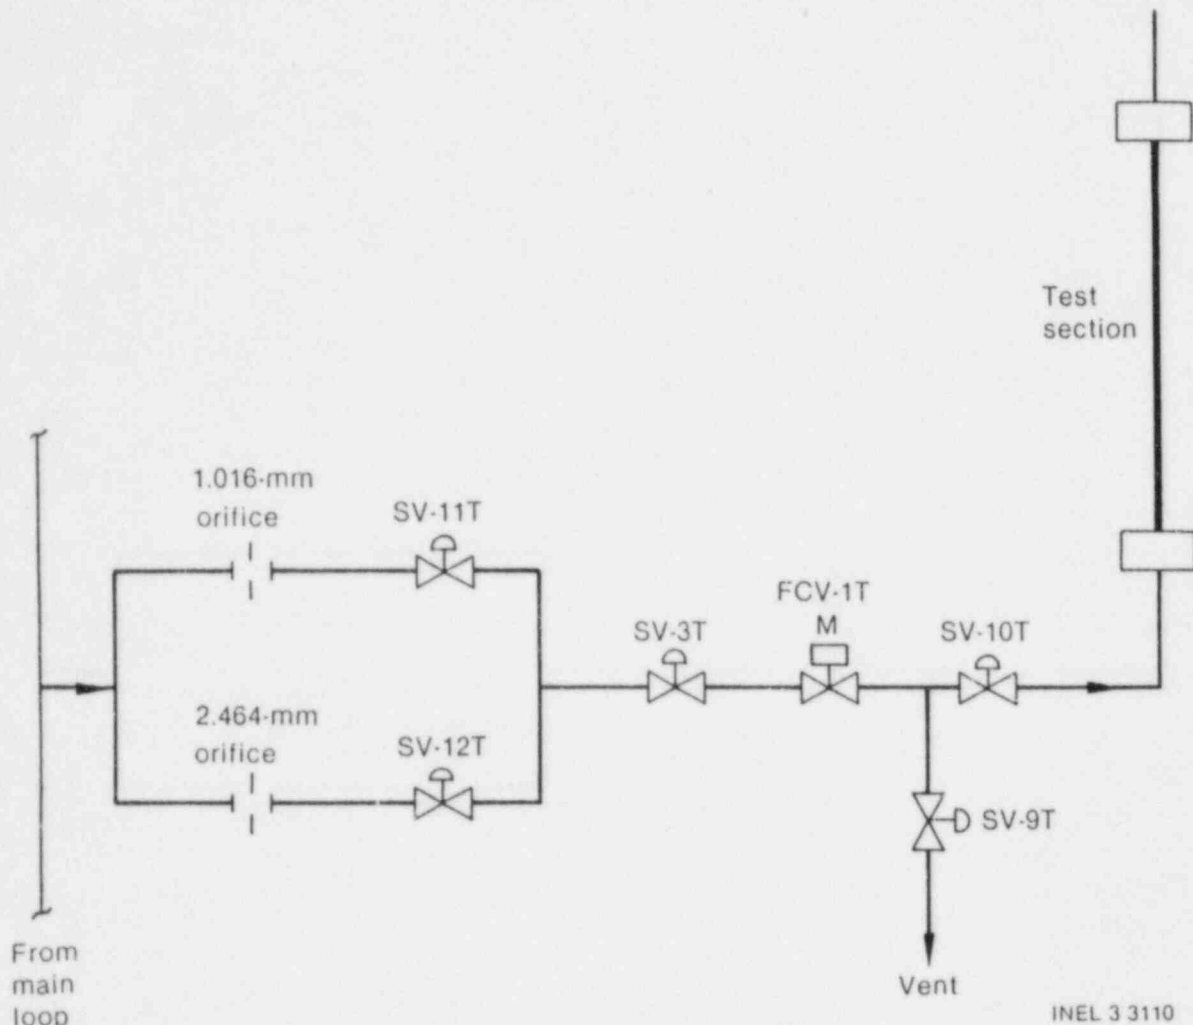 Test
section
1.016-mm
orifice
SV-11T
FCV-1T
M
SV-3T
SV-10T
2.464-mm
orifice
SV-12T
SV-9T
From
main
loop
Vent
INEL 3 3110